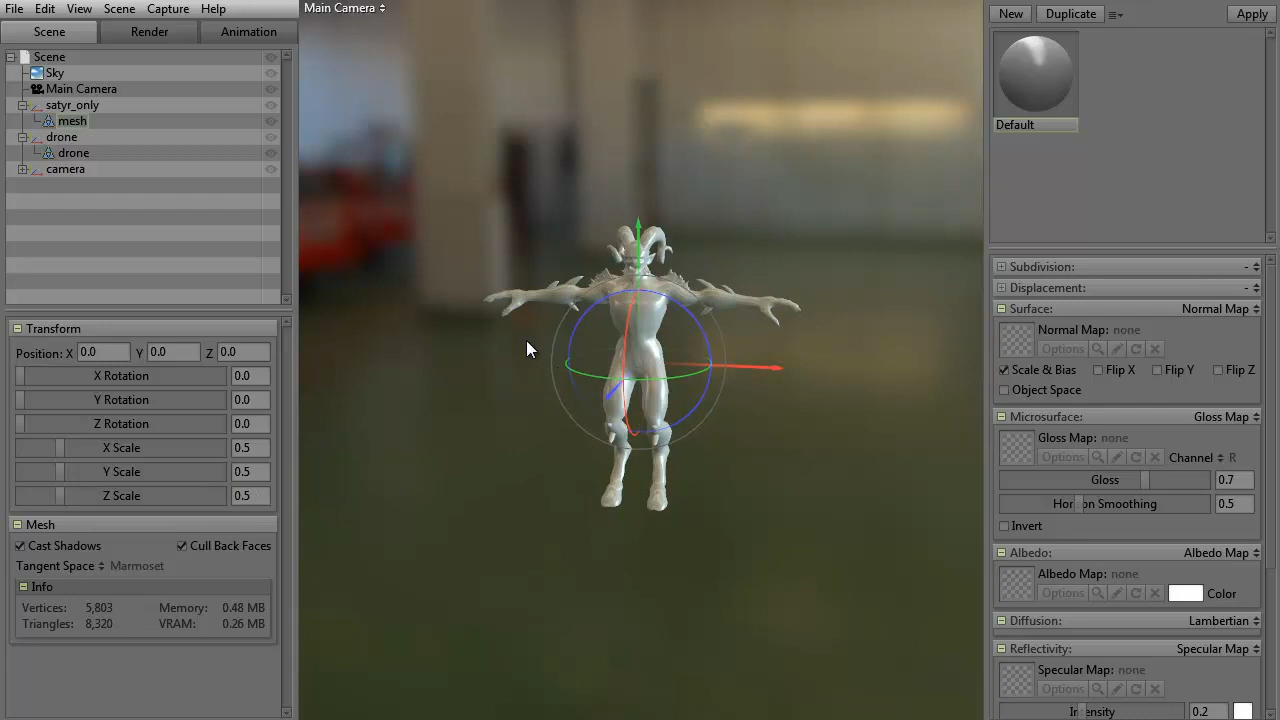 File Edit View Scene Capture Help
Scene Render Animation
Scene
Sky
Main Camera
satyr_only
mesh
drone
drone
camera
Transform
Position: X 0.0 Y 0.0 Z 0.0
X Rotation 0.0
Y Rotation 0.0
Z Rotation 0.0
X Scale 0.5
Y Scale 0.5
Z Scale 0.5
Mesh
Cast Shadows Cull Back Faces
Tangent Space Marmoset
Info
Vertices: 5,803 Memory: 0.48 MB
Triangles: 8,320 VRAM: 0.26 MB
Main Camera
New Duplicate Apply
Default
Subdivision: -
Displacement: -
Surface: Normal Map
Normal Map: none
Options
Scale & Bias Flip X Flip Y Flip Z
Object Space
Microsurface: Gloss Map
Gloss Map: none
Options Channel R
Gloss 0.7
Horizon Smoothing 0.5
Invert
Albedo: Albedo Map
Albedo Map: none
Options Color
Diffusion: Lambertian
Reflectivity: Specular Map
Specular Map: none
Options
Intensity 0.2